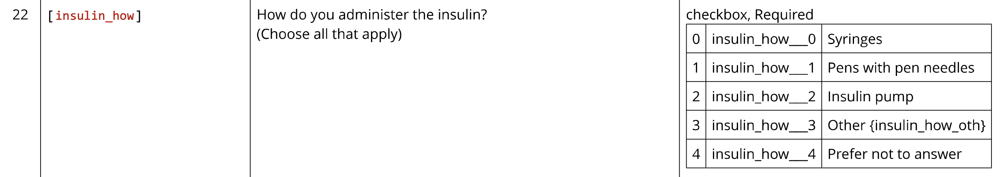 22 [insulin_how] How do you administer the insulin? checkbox, Required
(Choose all that apply)
0 insulin_how___0 Syringes
1 insulin_how___1 Pens with pen needles
2 insulin_how___2 Insulin pump
3 insulin_how___3 Other {insulin_how_oth}
4 insulin_how___4 Prefer not to answer